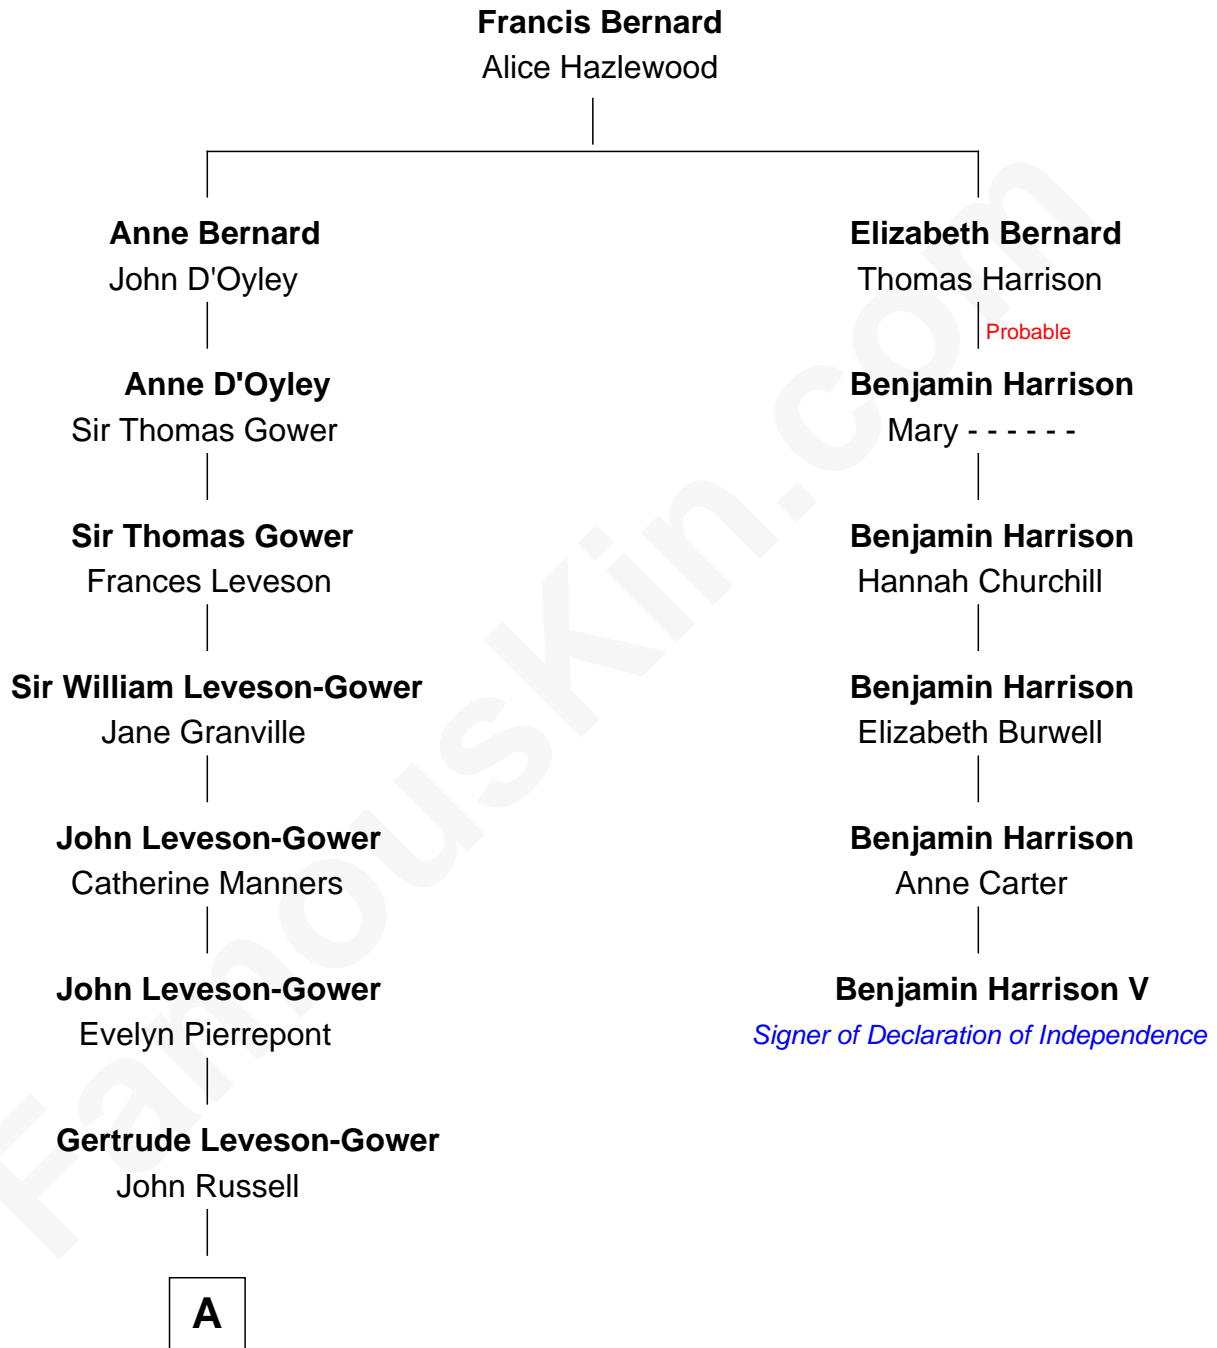 Francis Bernard
Alice Hazlewood
Anne Bernard
John D'Oyley
Elizabeth Bernard
Thomas Harrison
Probable
Anne D'Oyley
Sir Thomas Gower
Benjamin Harrison
Mary - - - - - -
Sir Thomas Gower
Frances Leveson
Benjamin Harrison
Hannah Churchill
Sir William Leveson-Gower
Jane Granville
Benjamin Harrison
Elizabeth Burwell
John Leveson-Gower
Catherine Manners
Benjamin Harrison
Anne Carter
John Leveson-Gower
Evelyn Pierrepont
Benjamin Harrison V
Signer of Declaration of Independence
Gertrude Leveson-Gower
John Russell
A
FamousKin.com